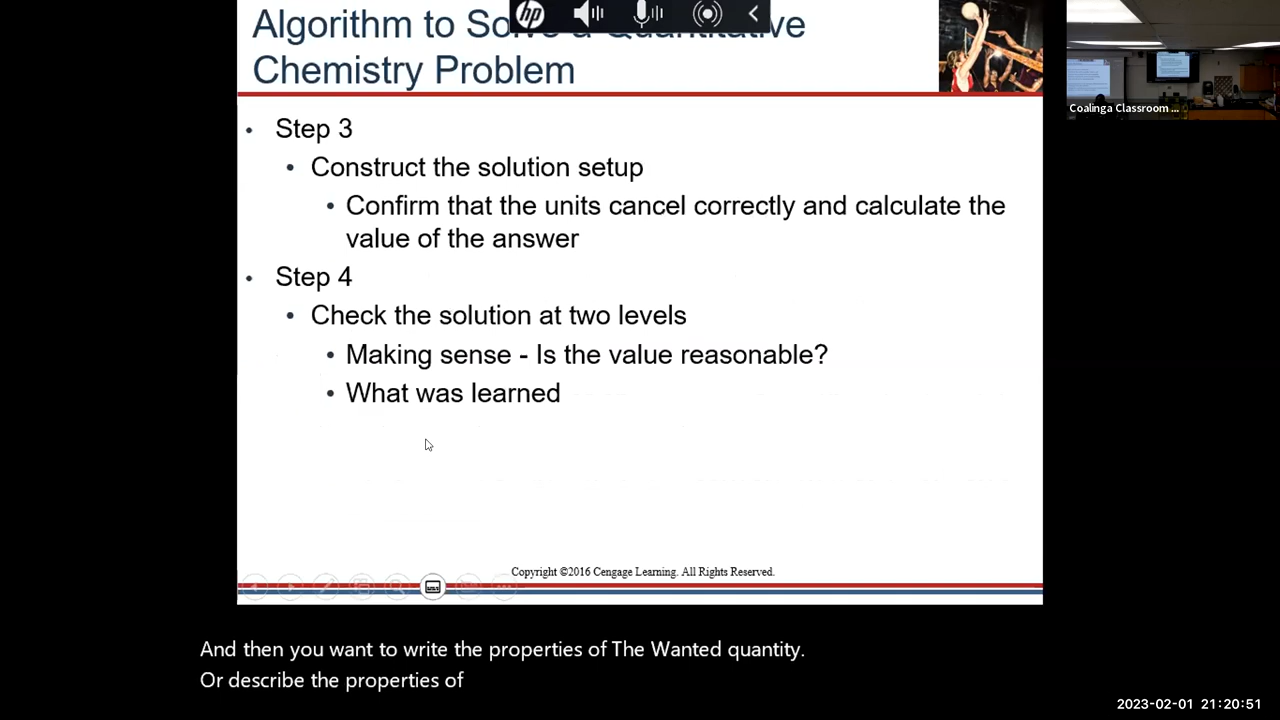 Algorithm to Solve a Quantitative
Chemistry Problem
• Step 3
• Construct the solution setup
• Confirm that the units cancel correctly and calculate the
value of the answer
• Step 4
• Check the solution at two levels
• Making sense - Is the value reasonable?
• What was learned
Copyright ©2016 Cengage Learning. All Rights Reserved.
hp
Coalinga Classroom ...
And then you want to write the properties of The Wanted quantity.
Or describe the properties of
2023-02-01 21:20:51